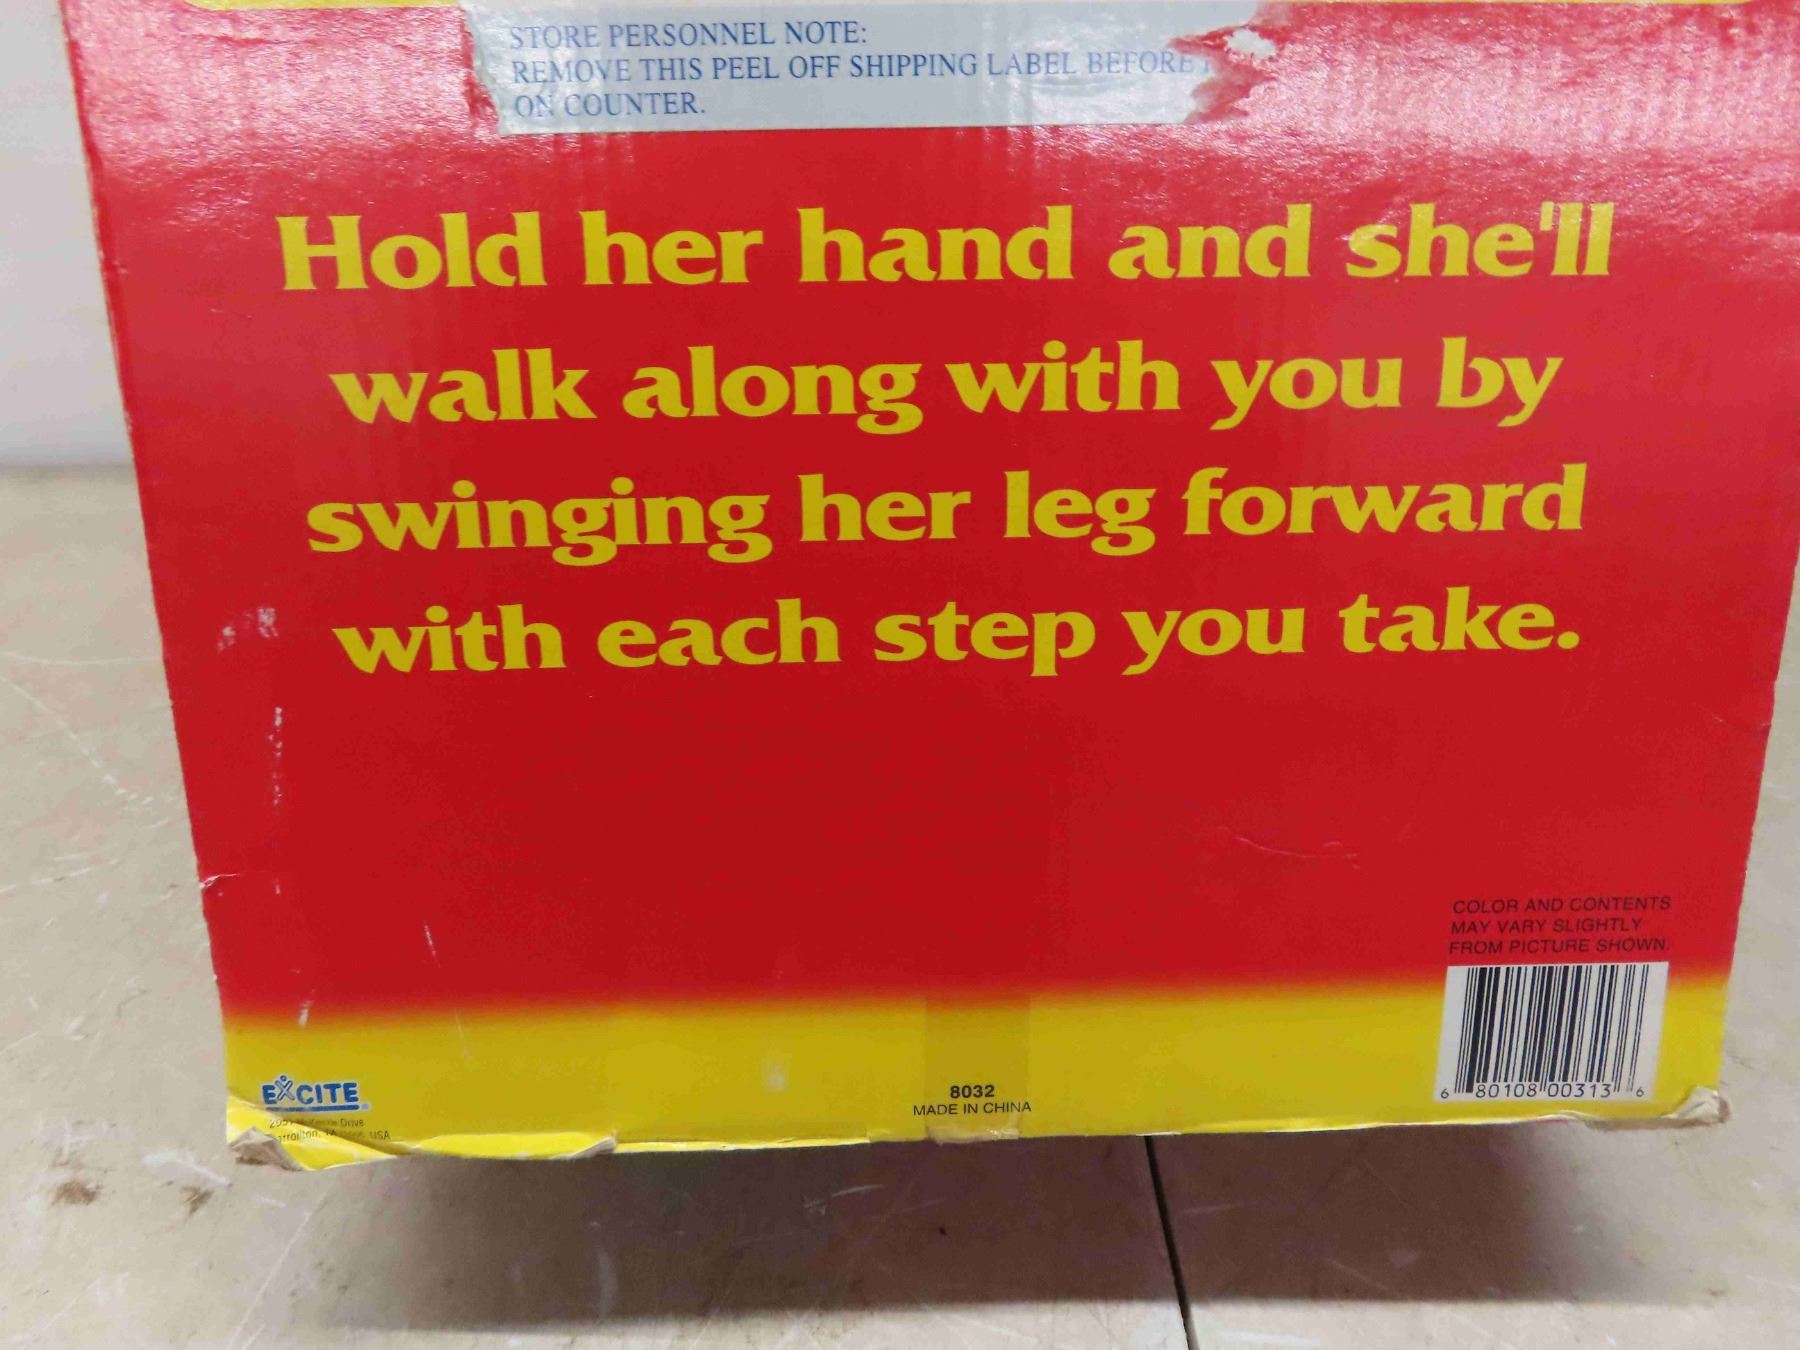 STORE PERSONNEL NOTE:
REMOVE THIS PEEL OFF SHIPPING LABEL BEFORE
ON COUNTER.
Hold her hand and she'll
walk along with you by
swinging her leg forward
with each step you take.
COLOR AND CONTENTS
MAY VARY SLIGHTLY
FROM PICTURE SHOWN.
6 80108 00313 6
EXCITE
Drive
USA
8032
MADE IN CHINA